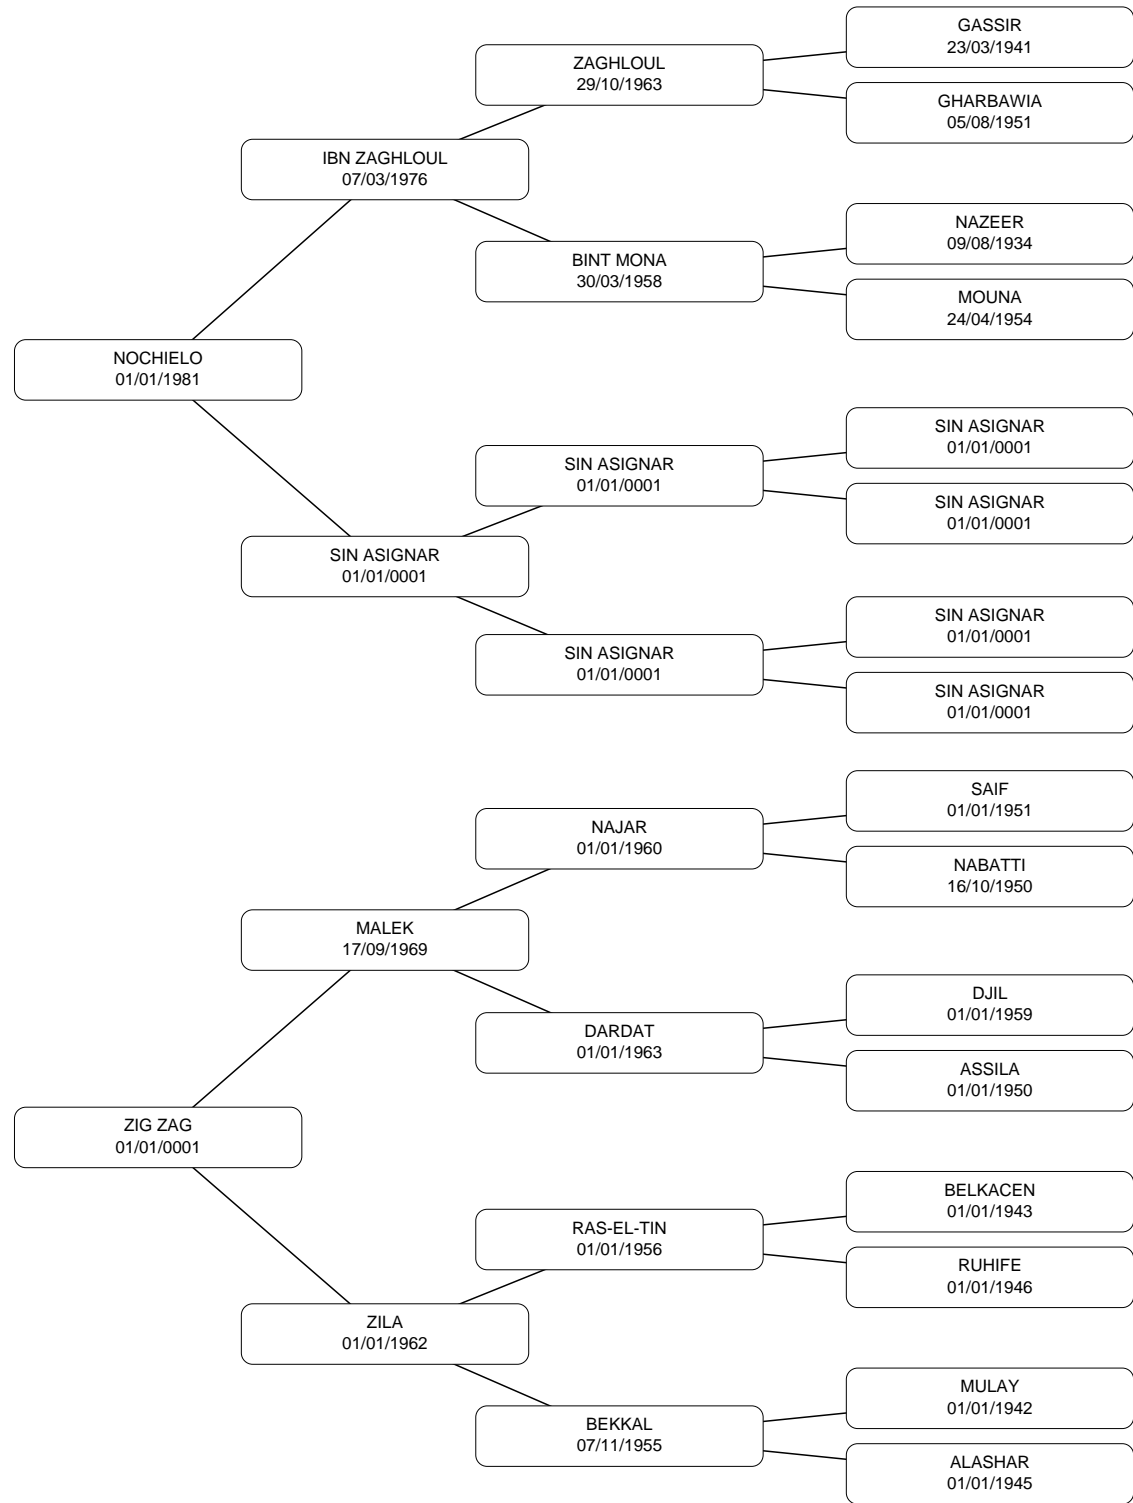 GASSIR
23/03/1941
ZAGHLOUL
29/10/1963
GHARBAWIA
05/08/1951
IBN ZAGHLOUL
07/03/1976
NAZEER
09/08/1934
BINT MONA
30/03/1958
MOUNA
24/04/1954
NOCHIELO
01/01/1981
SIN ASIGNAR
01/01/0001
SIN ASIGNAR
01/01/0001
SIN ASIGNAR
01/01/0001
SIN ASIGNAR
01/01/0001
SIN ASIGNAR
01/01/0001
SIN ASIGNAR
01/01/0001
SIN ASIGNAR
01/01/0001
SAIF
01/01/1951
NAJAR
01/01/1960
NABATTI
16/10/1950
MALEK
17/09/1969
DJIL
01/01/1959
DARDAT
01/01/1963
ASSILA
01/01/1950
ZIG ZAG
01/01/0001
BELKACEN
01/01/1943
RAS-EL-TIN
01/01/1956
RUHIFE
01/01/1946
ZILA
01/01/1962
MULAY
01/01/1942
BEKKAL
07/11/1955
ALASHAR
01/01/1945